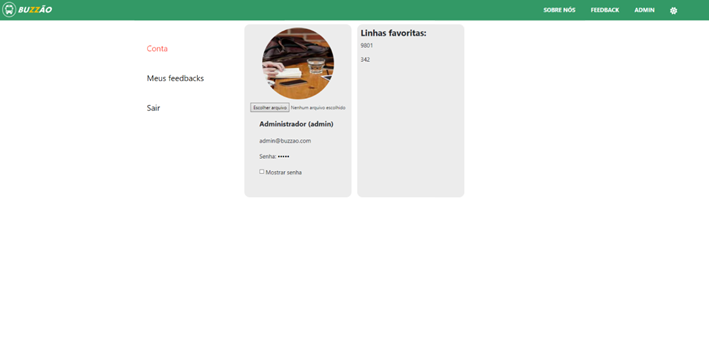 BUZZÃO
SOBRE NÓS
FEEDBACK
ADMIN
Conta
Meus feedbacks
Sair
Escolher arquivo Nenhum arquivo escolhido
Administrador (admin)
admin@buzzao.com
Senha: •••••
Mostrar senha
Linhas favoritas:
9801
342